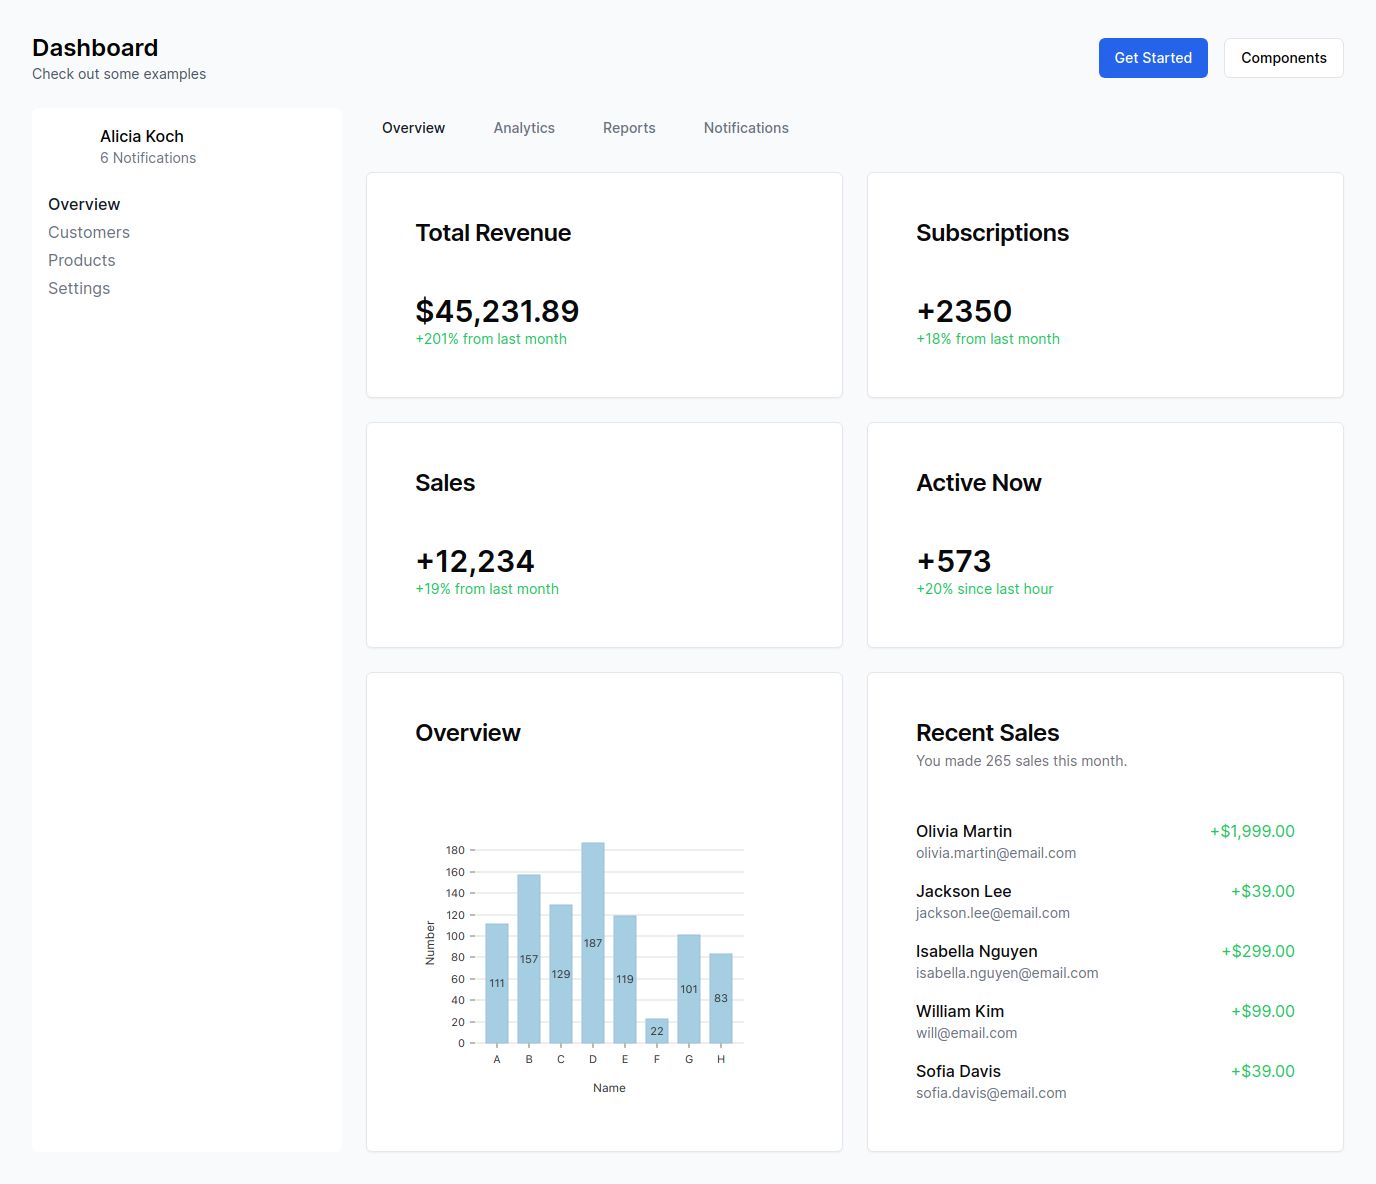 Dashboard
Check out some examples
Get Started
Components
Alicia Koch
6 Notifications
Overview
Customers
Products
Settings
Overview Analytics Reports Notifications
Total Revenue
$45,231.89
+201% from last month
Subscriptions
+2350
+18% from last month
Sales
+12,234
+19% from last month
Active Now
+573
+20% since last hour
Overview
Number
180
160
140
120
100
80
60
40
20
0
111 157 129 187 119 22 101 83
A B C D E F G H
Name
Recent Sales
You made 265 sales this month.
Olivia Martin +$1,999.00
olivia.martin@email.com
Jackson Lee +$39.00
jackson.lee@email.com
Isabella Nguyen +$299.00
isabella.nguyen@email.com
William Kim +$99.00
will@email.com
Sofia Davis +$39.00
sofia.davis@email.com